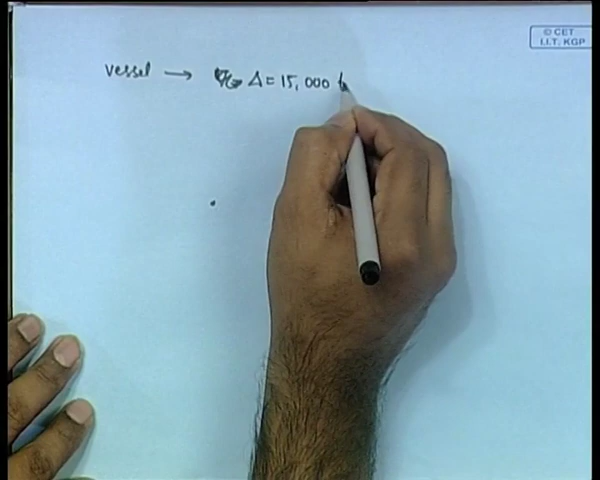 © CET
I.I.T. KGP
vessel → Δ = 15,000 t